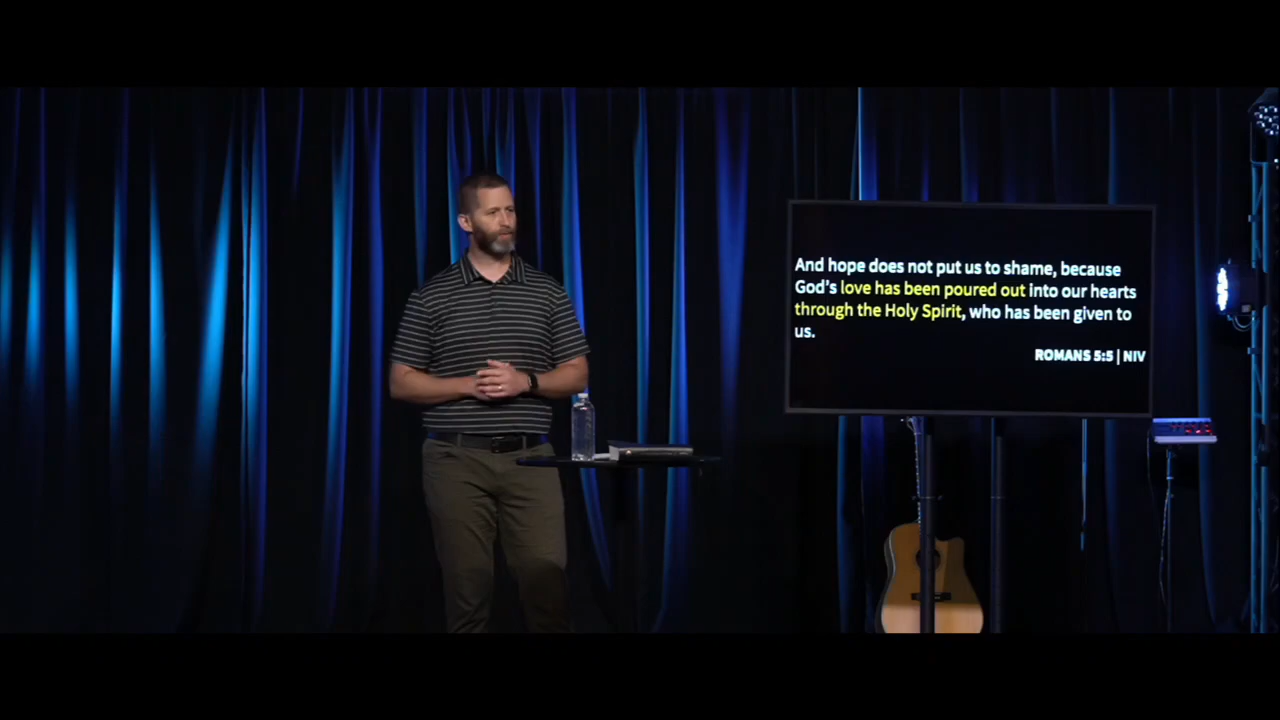 And hope does not put us to shame, because
God's love has been poured out into our hearts
through the Holy Spirit, who has been given to
us.
ROMANS 5:5 | NIV